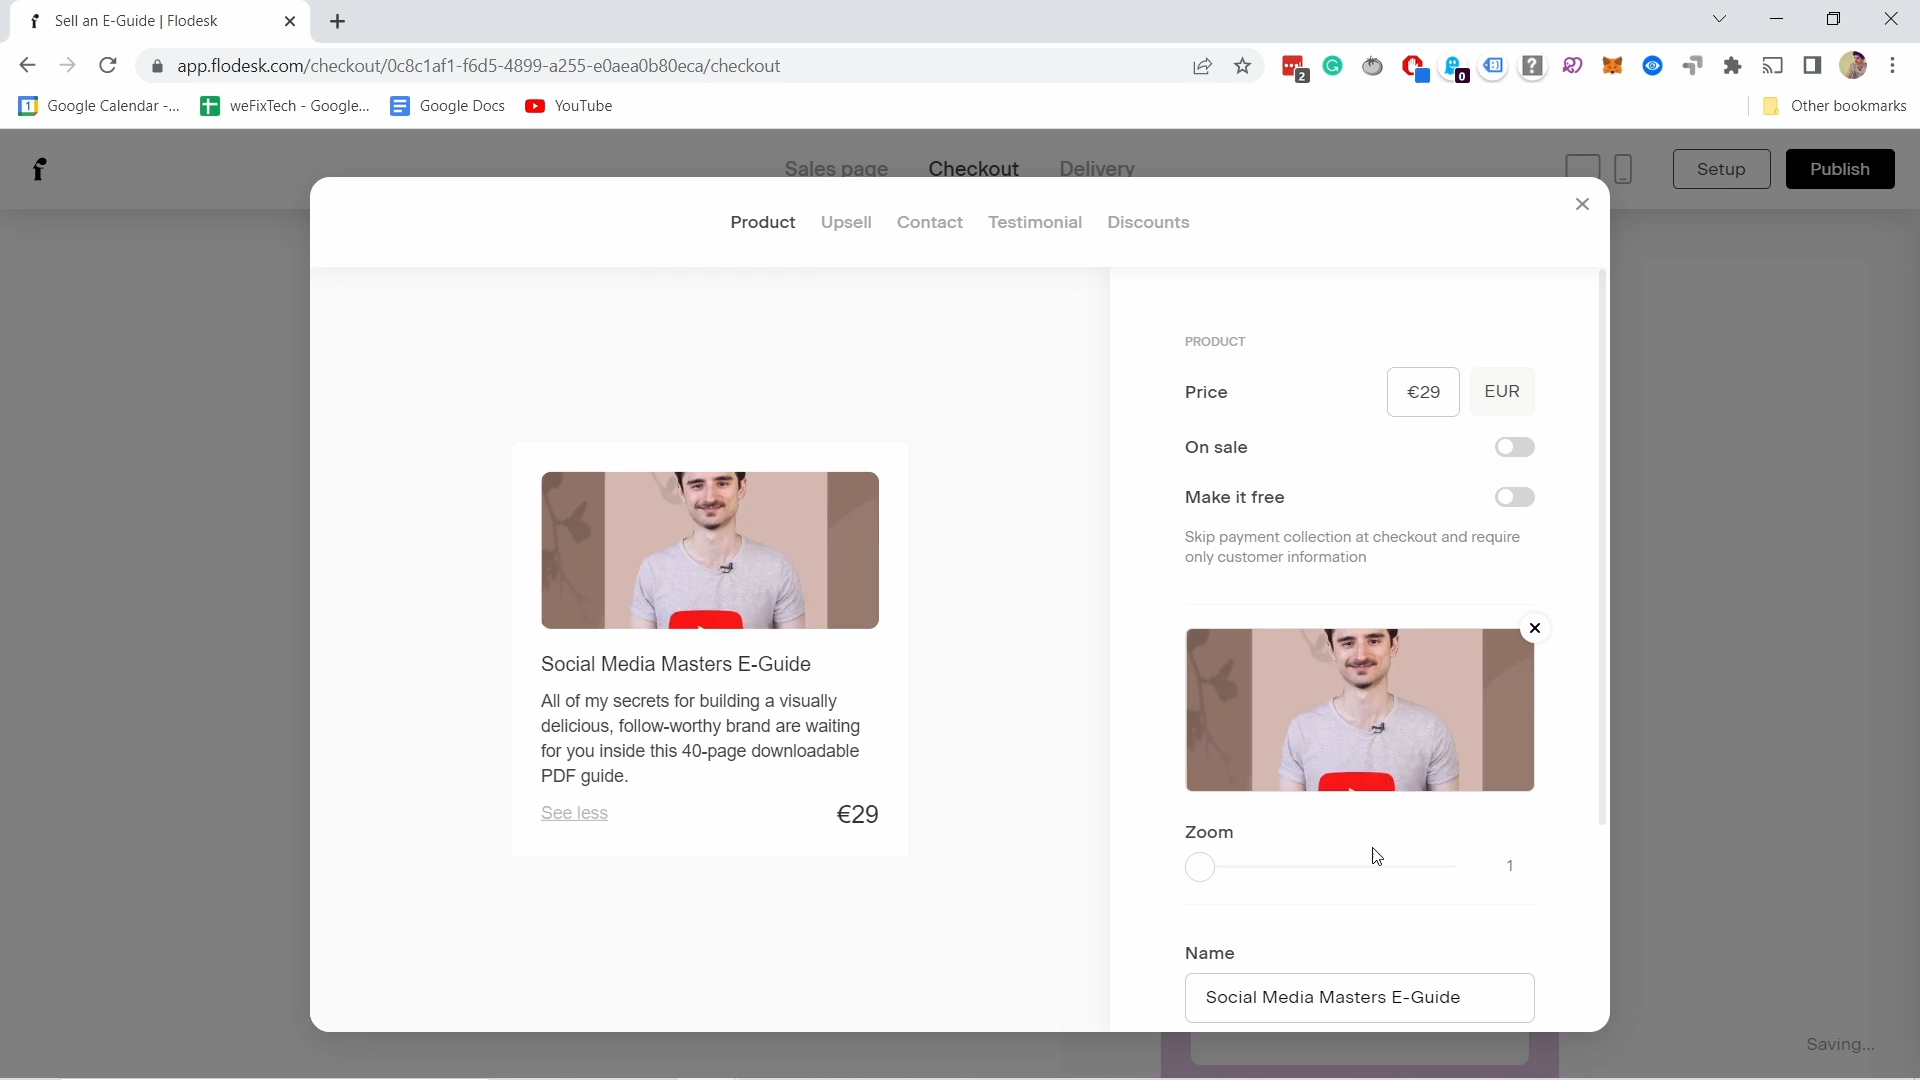 Sell an E-Guide | Flodesk
app.flodesk.com/checkout/0c8c1af1-f6d5-4899-a255-e0aea0b80eca/checkout
2
0
1
Google Calendar -...
weFixTech - Google...
Google Docs
YouTube
Other bookmarks
Sales page
Checkout
Delivery
Setup
Publish
Product
Upsell
Contact
Testimonial
Discounts
PRODUCT
Price
€29
EUR
On sale
Make it free
Skip payment collection at checkout and require
only customer information
Social Media Masters E-Guide
All of my secrets for building a visually
delicious, follow-worthy brand are waiting
for you inside this 40-page downloadable
PDF guide.
See less
€29
Zoom
1
Name
Social Media Masters E-Guide
Saving...